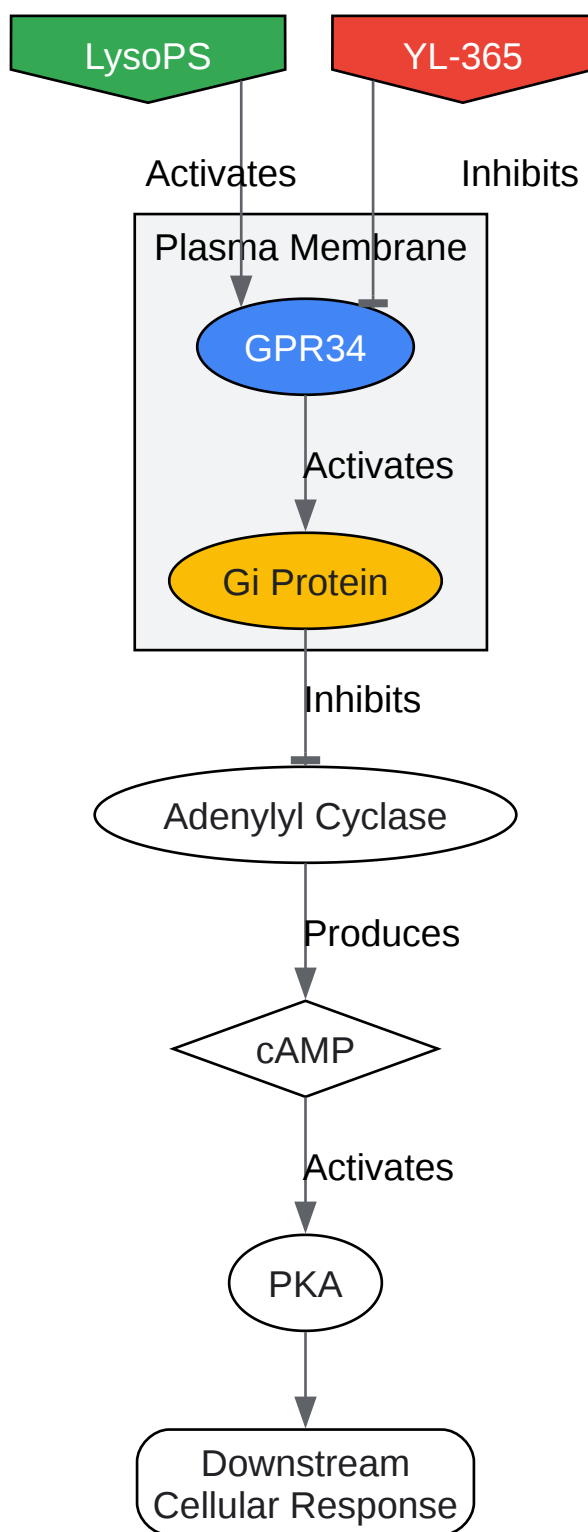 LysoPS
YL-365
Activates
Inhibits
Plasma Membrane
GPR34
Activates
Gi Protein
Inhibits
Adenylyl Cyclase
Produces
cAMP
Activates
PKA
Downstream
Cellular Response